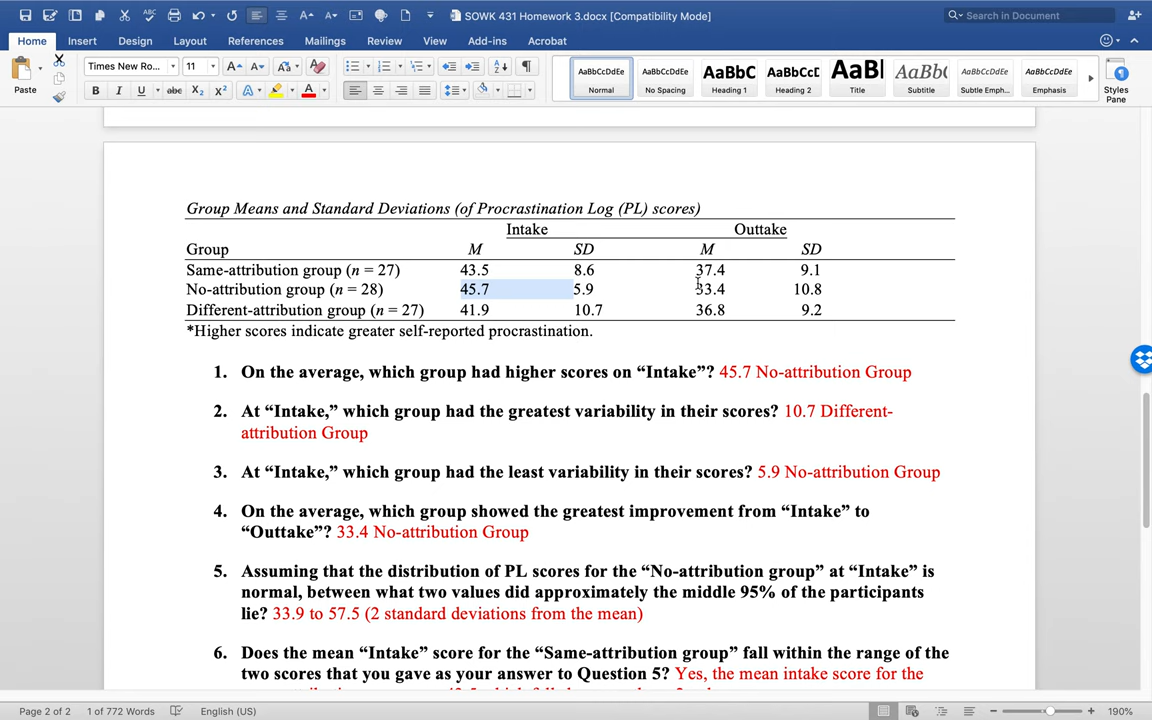 SOWK 431 Homework 3.docx [Compatibility Mode]
Search in Document
Home Insert Design Layout References Mailings Review View Add-ins Acrobat
Paste
Times New Ro... 11
B I U abc X2 X2
AaBbCcDdEe AaBbCcDdEe AaBbC AaBbCcD AaBb AaBbC AaBbCcDdEe AaBbCcDdEe
Normal No Spacing Heading 1 Heading 2 Title Subtitle Subtle Emph... Emphasis
Styles Pane
Group Means and Standard Deviations (of Procrastination Log (PL) scores)
Intake Outtake
Group M SD M SD
Same-attribution group (n = 27) 43.5 8.6 37.4 9.1
No-attribution group (n = 28) 45.7 5.9 33.4 10.8
Different-attribution group (n = 27) 41.9 10.7 36.8 9.2
*Higher scores indicate greater self-reported procrastination.
1. On the average, which group had higher scores on “Intake”? 45.7 No-attribution Group
2. At “Intake,” which group had the greatest variability in their scores? 10.7 Different-
attribution Group
3. At “Intake,” which group had the least variability in their scores? 5.9 No-attribution Group
4. On the average, which group showed the greatest improvement from “Intake” to
“Outtake”? 33.4 No-attribution Group
5. Assuming that the distribution of PL scores for the “No-attribution group” at “Intake” is
normal, between what two values did approximately the middle 95% of the participants
lie? 33.9 to 57.5 (2 standard deviations from the mean)
6. Does the mean “Intake” score for the “Same-attribution group” fall within the range of the
two scores that you gave as your answer to Question 5? Yes, the mean intake score for the
Page 2 of 2 1 of 772 Words English (US) 190%